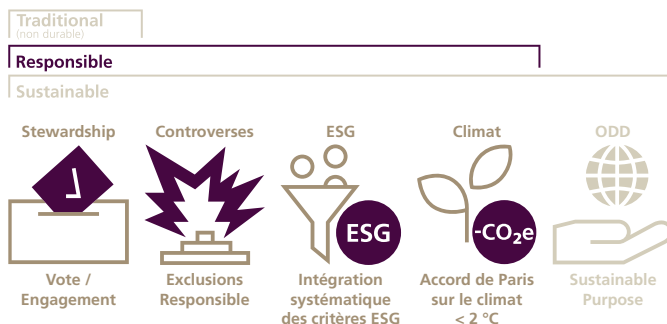 Traditional
(non durable)
Responsible
Sustainable
Stewardship
Controverses
ESG
Climat
ODD
ESG
-CO₂e
Vote /
Engagement
Exclusions
Responsible
Intégration
systématique
des critères ESG
Accord de Paris
sur le climat
< 2 °C
Sustainable
Purpose